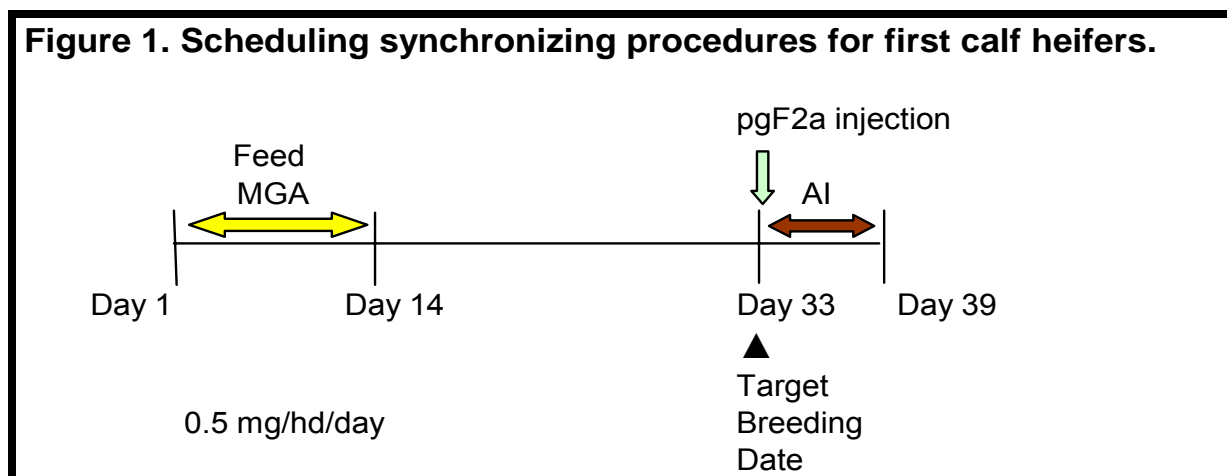 Figure 1. Scheduling synchronizing procedures for first calf heifers.
pgF2a injection
Feed
MGA
AI
Day 1
Day 14
Day 33
Day 39
Target
Breeding
Date
0.5 mg/hd/day